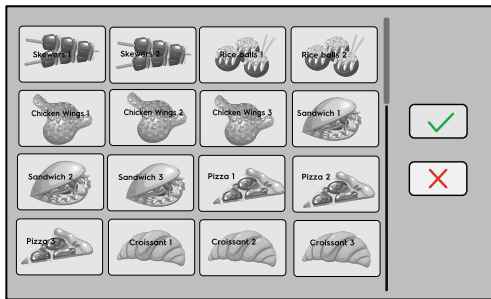 Skewers 1
Skewers 2
Rice balls 1
Rice balls 2
Chicken Wings 1
Chicken Wings 2
Chicken Wings 3
Sandwich 1
Sandwich 2
Sandwich 3
Pizza 1
Pizza 2
Pizza 3
Croissant 1
Croissant 2
Croissant 3